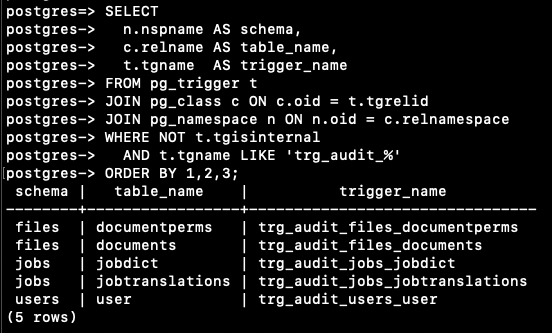 postgres=> SELECT
postgres->   n.nspname AS schema,
postgres->   c.relname AS table_name,
postgres->   t.tgname  AS trigger_name
postgres-> FROM pg_trigger t
postgres-> JOIN pg_class c ON c.oid = t.tgrelid
postgres-> JOIN pg_namespace n ON n.oid = c.relnamespace
postgres-> WHERE NOT t.tgisinternal
postgres->   AND t.tgname LIKE 'trg_audit_%'
postgres-> ORDER BY 1,2,3;
 schema |   table_name    |          trigger_name
--------+-----------------+--------------------------------
 files  | documentperms   | trg_audit_files_documentperms
 files  | documents       | trg_audit_files_documents
 jobs   | jobdict         | trg_audit_jobs_jobdict
 jobs   | jobtranslations | trg_audit_jobs_jobtranslations
 users  | user            | trg_audit_users_user
(5 rows)